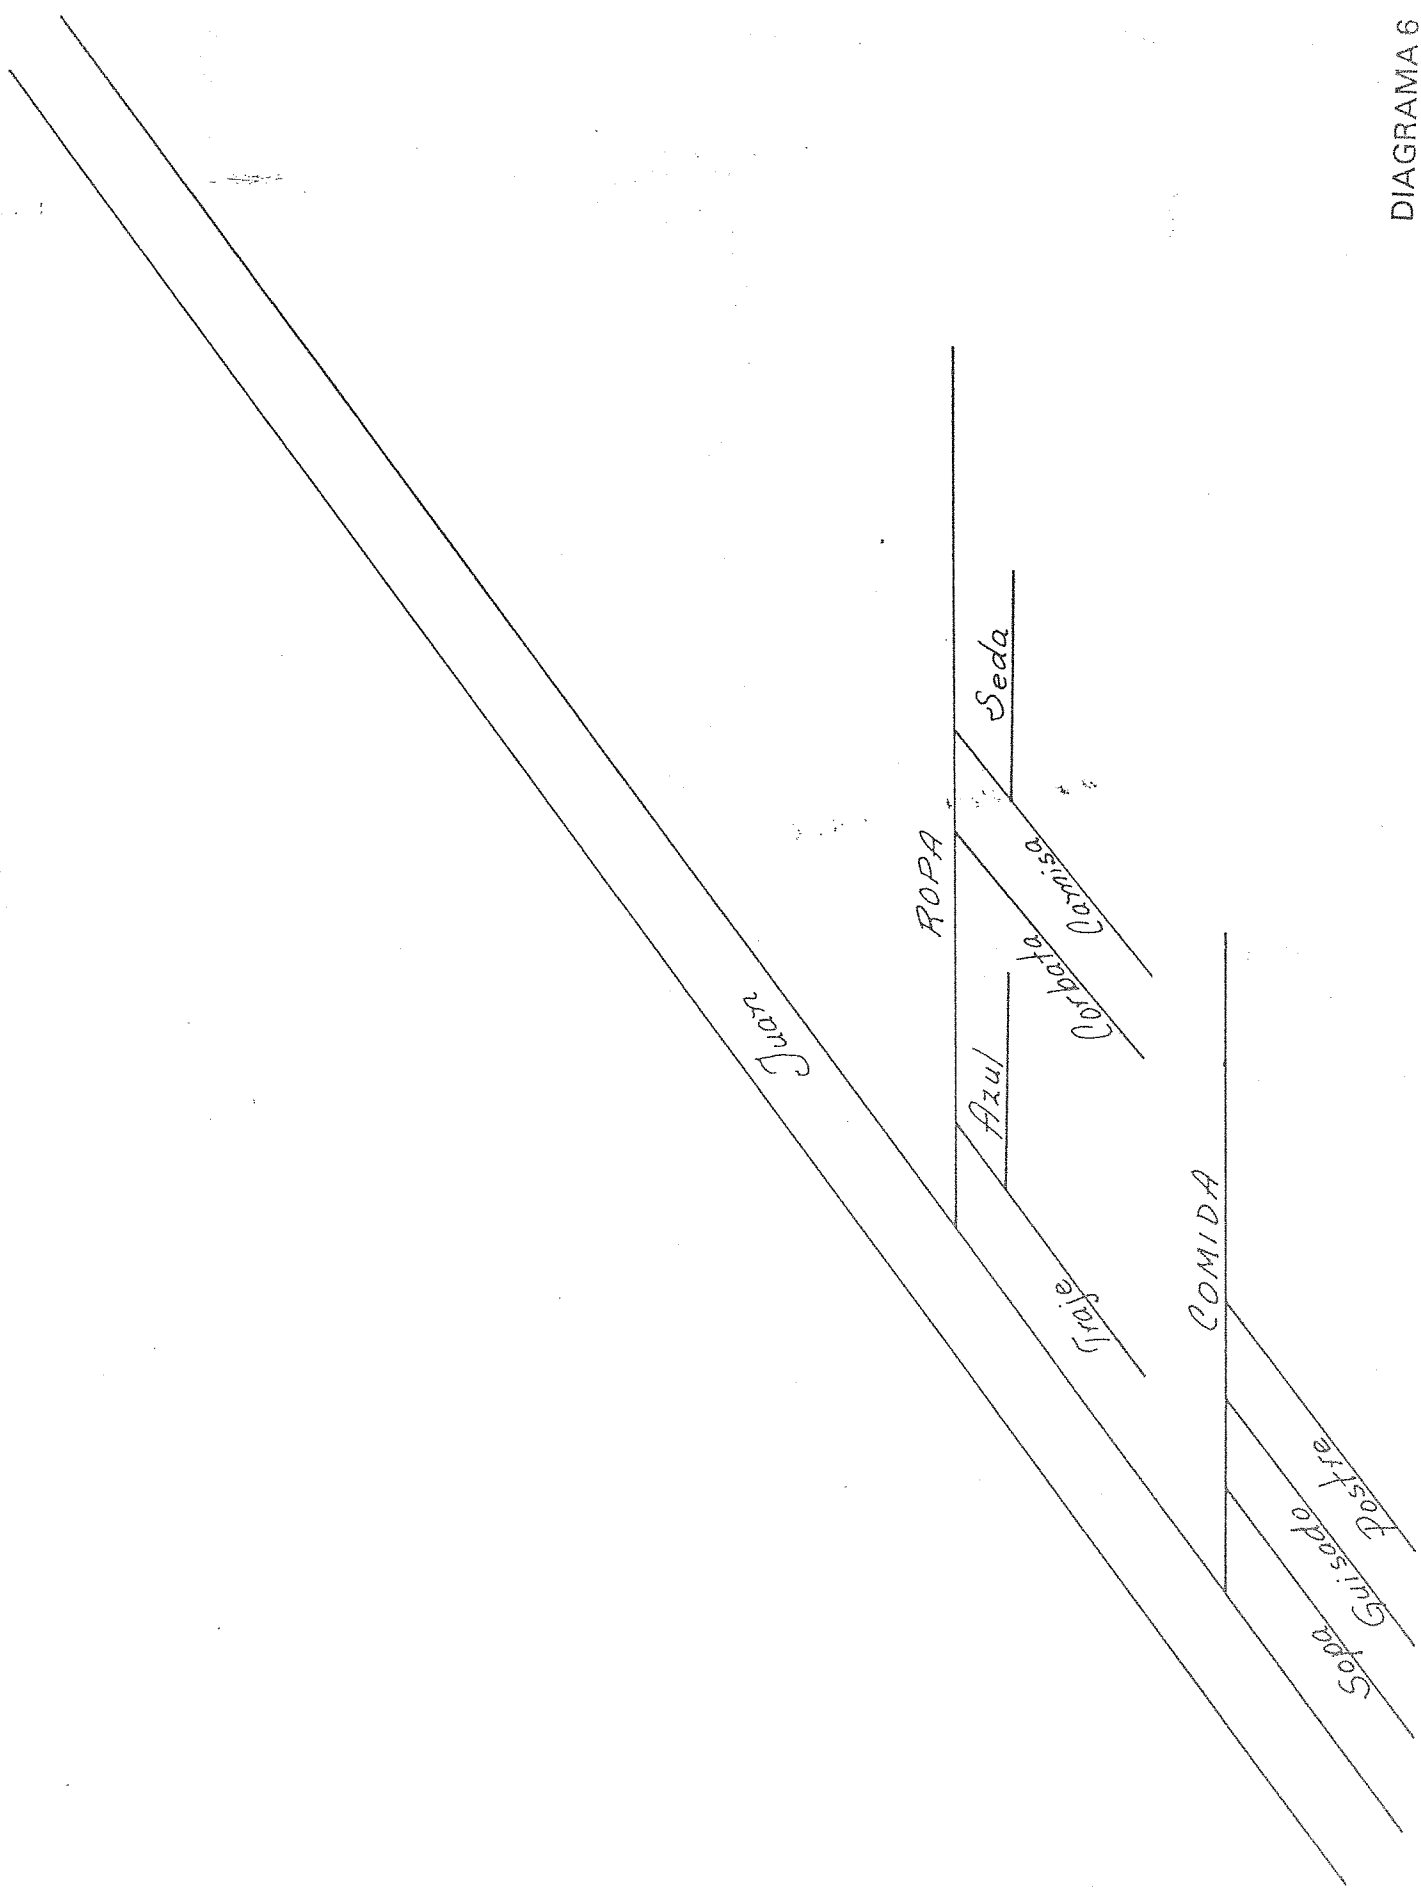 Juan
ROPA
Traje
Azul
Corbata
Camisa
Seda
COMIDA
Sopa
Guisado
Postre
DIAGRAMA 6